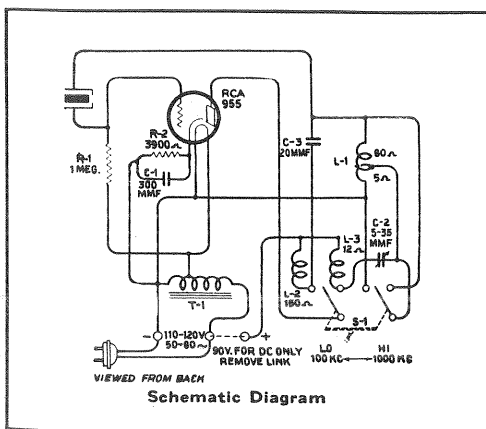 RCA
955
R-2
3900Ω
C-1
300
MMF
R-1
1 MEG.
C-3
20MMF
L-1
60Ω
5Ω
C-2
5-35
MMF
L-3
12Ω
L-2
150Ω
S-1
T-1
-
110-120V
50-60~
+
90V. FOR DC ONLY
REMOVE LINK
LO
100 KC
HI
1000 KC
VIEWED FROM BACK
Schematic Diagram